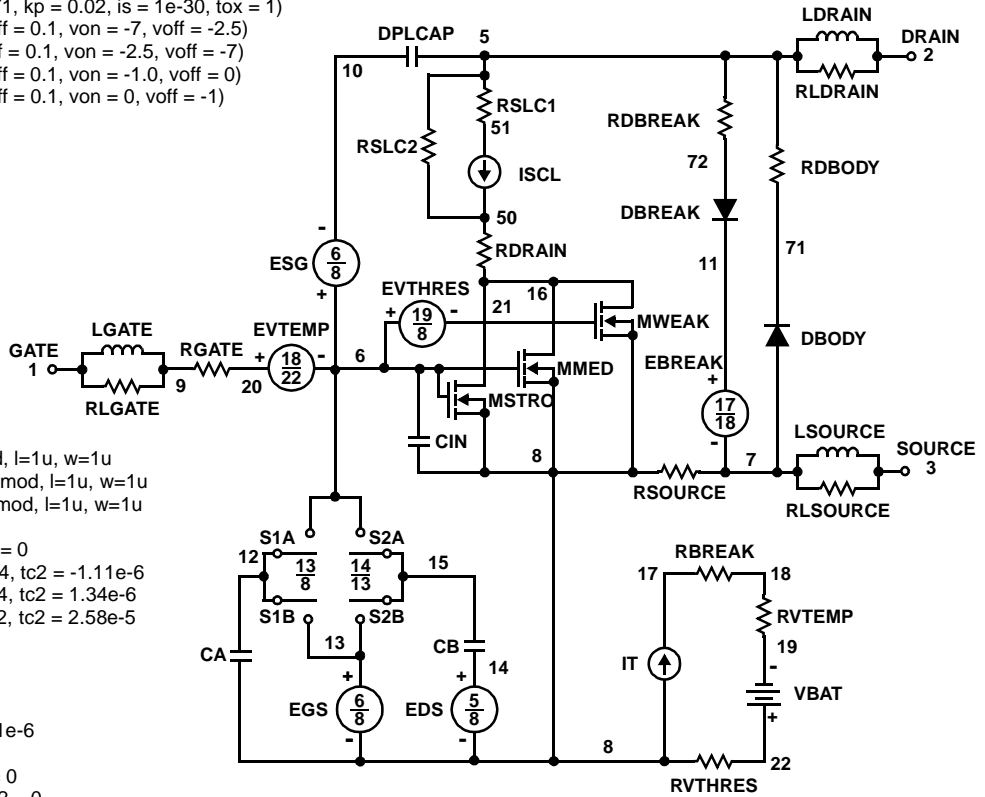 1, kp = 0.02, is = 1e-30, tox = 1)
ff = 0.1, von = -7, voff = -2.5)
f = 0.1, von = -2.5, voff = -7)
ff = 0.1, von = -1.0, voff = 0)
ff = 0.1, von = 0, voff = -1)
LDRAIN
DPLCAP
5
DRAIN
2
10
RLDRAIN
RSLC1
51
RDBREAK
RSLC2
72
RDBODY
ISCL
DBREAK
50
-
71
RDRAIN
6
8
ESG
11
+
EVTHRES
16
21
+
19
8
-
MWEAK
LGATE
EVTEMP
DBODY
GATE
1
RGATE
+
18
22
-
6
MMED
EBREAK
+
9
20
MSTRO
17
18
RLGATE
-
LSOURCE
CIN
8
7
SOURCE
3
d, l=1u, w=1u
mod, l=1u, w=1u
RSOURCE
mod, l=1u, w=1u
RLSOURCE
= 0
S1A
S2A
4, tc2 = -1.11e-6
12
13
8
14
13
15
RBREAK
4, tc2 = 1.34e-6
17
18
2, tc2 = 2.58e-5
S1B
S2B
RVTEMP
13
CB
19
CA
14
IT
-
+
+
VBAT
EGS
6
8
EDS
5
8
+
e-6
-
-
8
22
= 0
RVTHRES